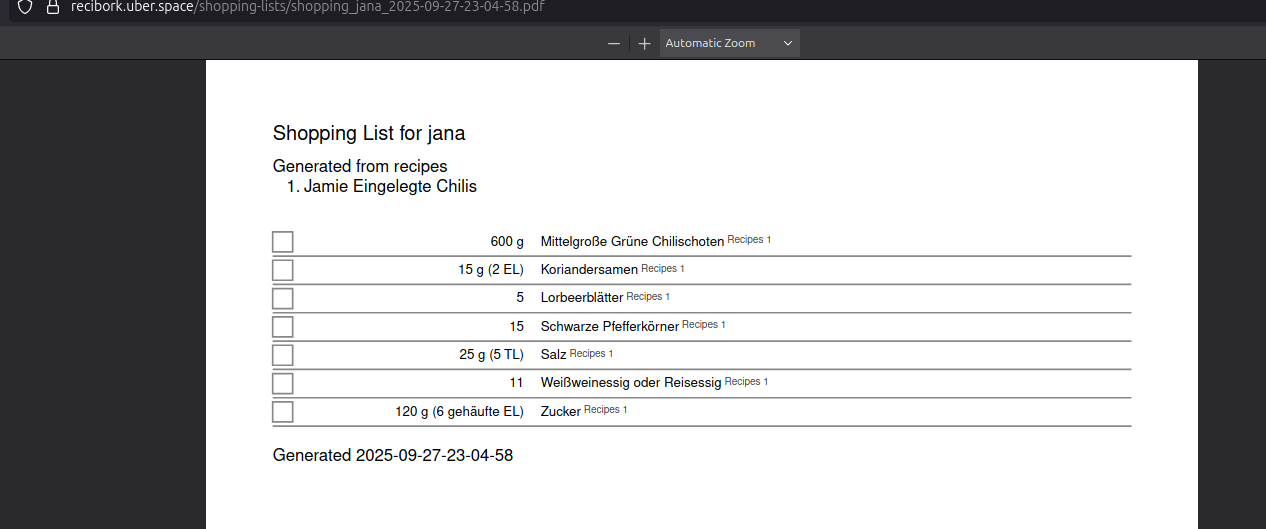 recibork.uber.space/shopping-lists/shopping_jana_2025-09-27-23-04-58.pdf
Automatic Zoom
Shopping List for jana
Generated from recipes
1. Jamie Eingelegte Chilis
600 g Mittelgroße Grüne Chilischoten Recipes 1
15 g (2 EL) Koriandersamen Recipes 1
5 Lorbeerblätter Recipes 1
15 Schwarze Pfefferkörner Recipes 1
25 g (5 TL) Salz Recipes 1
11 Weißweinessig oder Reisessig Recipes 1
120 g (6 gehäufte EL) Zucker Recipes 1
Generated 2025-09-27-23-04-58